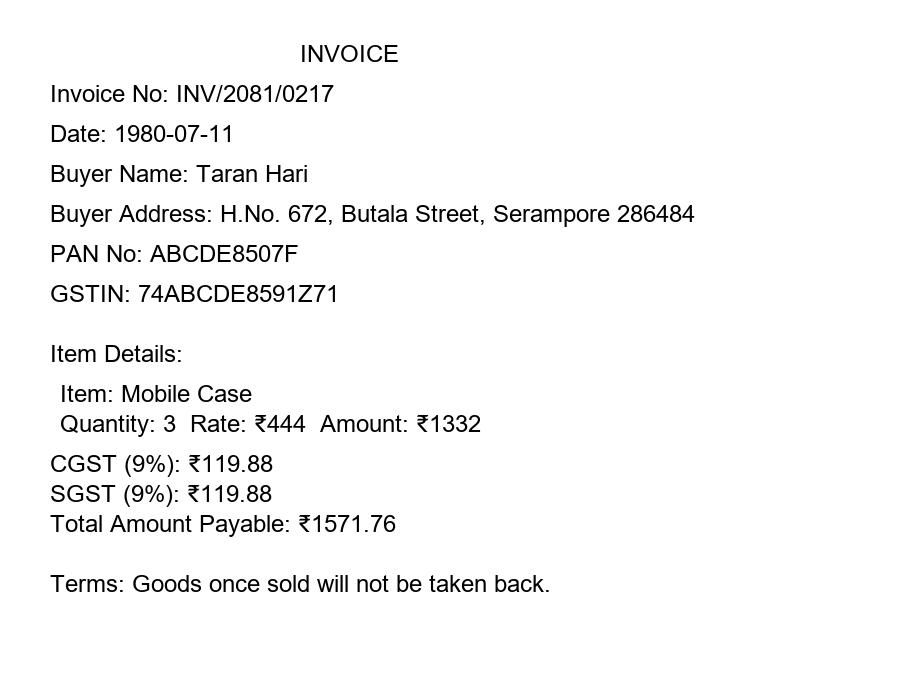 INVOICE
Invoice No: INV/2081/0217
Date: 1980-07-11
Buyer Name: Taran Hari
Buyer Address: H.No. 672, Butala Street, Serampore 286484
PAN No: ABCDE8507F
GSTIN: 74ABCDE8591Z71
Item Details:
Item: Mobile Case
Quantity: 3  Rate: ₹444  Amount: ₹1332
CGST (9%): ₹119.88
SGST (9%): ₹119.88
Total Amount Payable: ₹1571.76
Terms: Goods once sold will not be taken back.